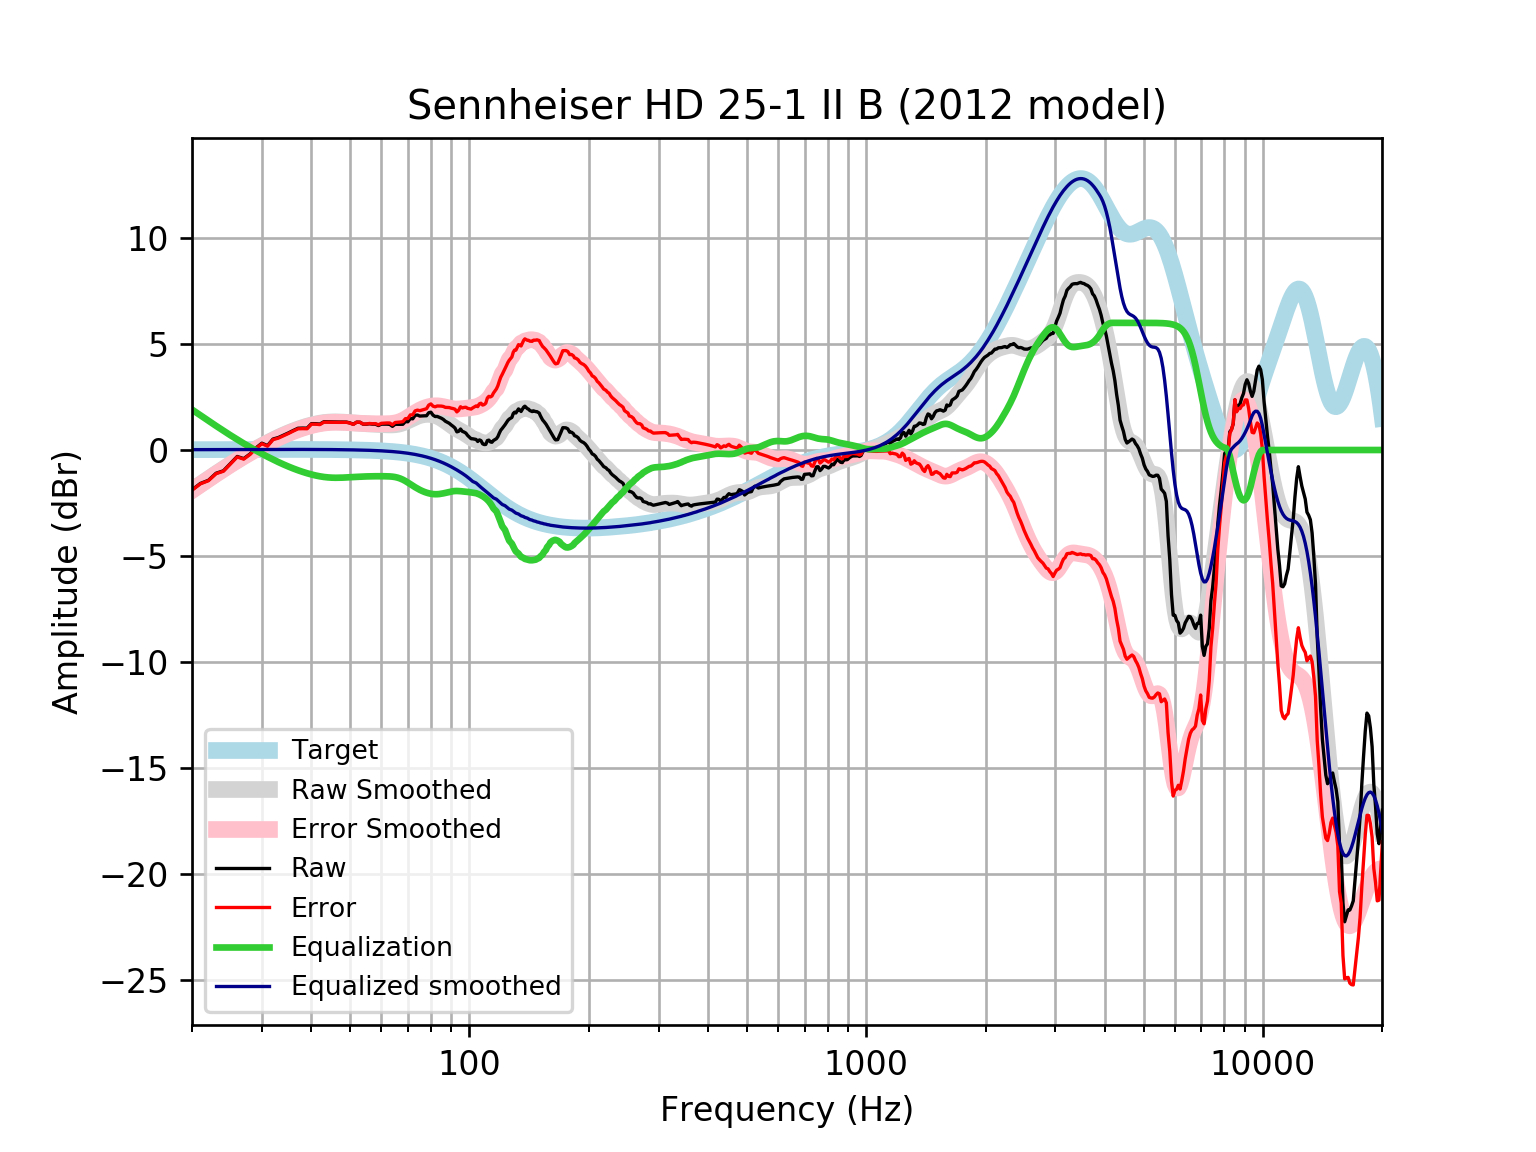 Sennheiser HD 25-1 II B (2012 model)
10
5
0
−5
−10
−15
−20
−25
Amplitude (dBr)
Target
Raw Smoothed
Error Smoothed
Raw
Error
Equalization
Equalized smoothed
100 1000 10000
Frequency (Hz)